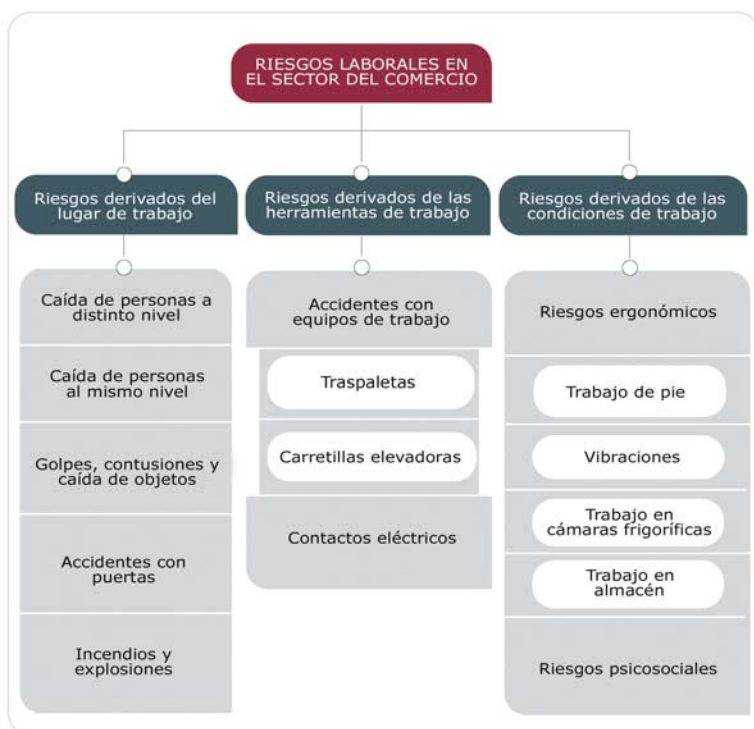 RIESGOS LABORALES EN
EL SECTOR DEL COMERCIO
Riesgos derivados del
lugar de trabajo
Caída de personas a
distinto nivel
Caída de personas
al mismo nivel
Golpes, contusiones y
caída de objetos
Accidentes con
puertas
Incendios y
explosiones
Riesgos derivados de las
herramientas de trabajo
Accidentes con
equipos de trabajo
Traspaletas
Carretillas elevadoras
Contactos eléctricos
Riesgos derivados de las
condiciones de trabajo
Riesgos ergonómicos
Trabajo de pie
Vibraciones
Trabajo en
cámaras frigoríficas
Trabajo en
almacén
Riesgos psicosociales